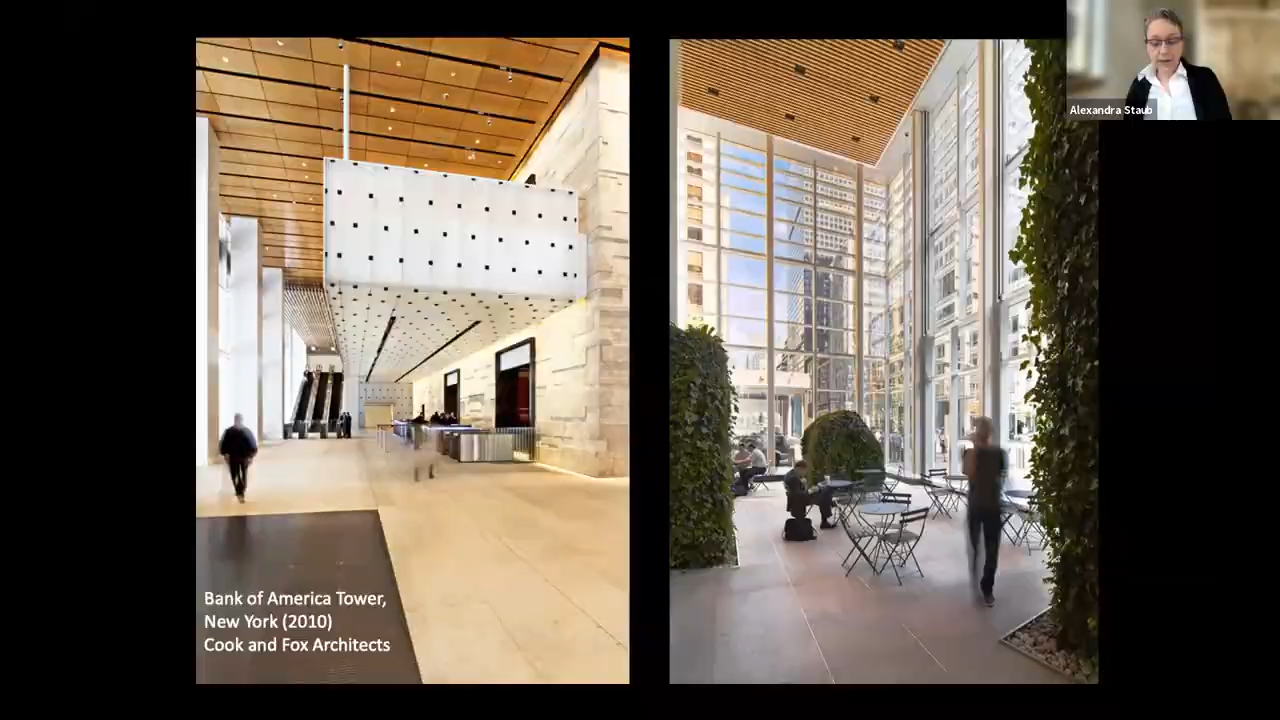 Alexandra Staub
Bank of America Tower,
New York (2010)
Cook and Fox Architects